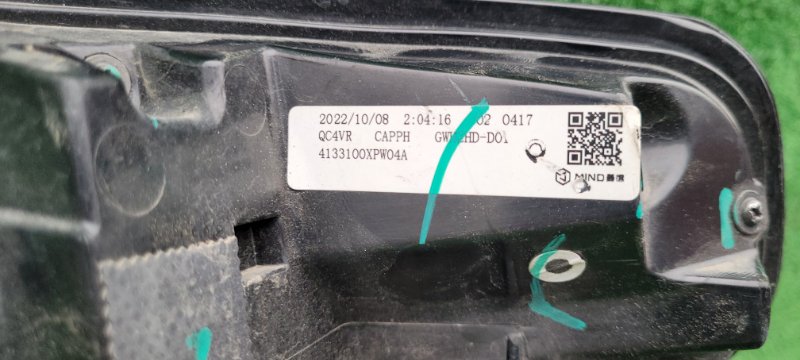 2022/10/08 2:04:16 02 0417
QC4VR CAPPH
4133100XPW04A
MIND